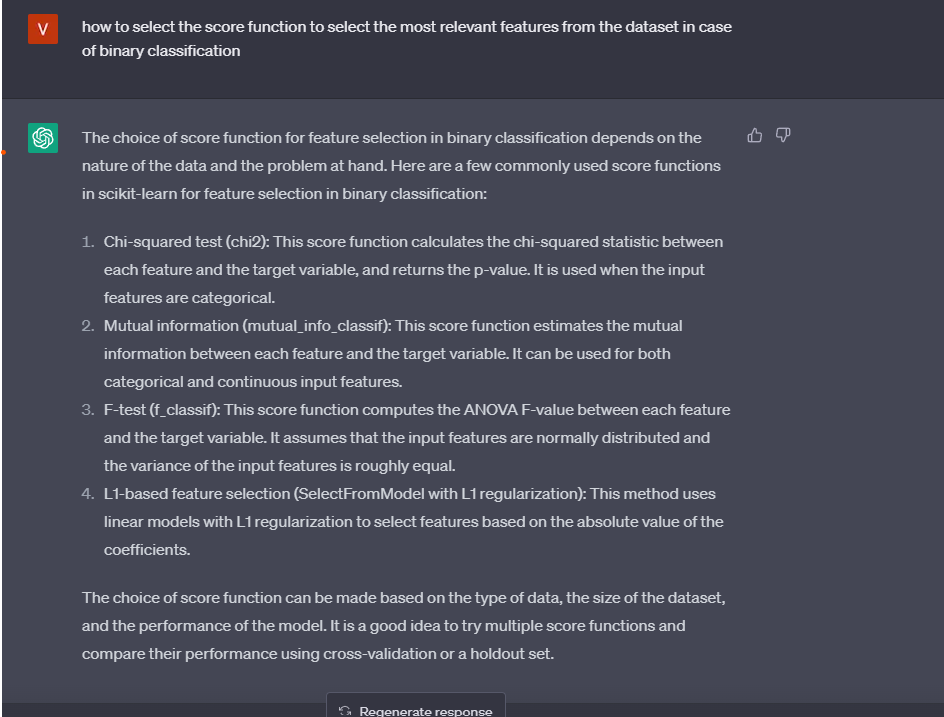 V
how to select the score function to select the most relevant features from the dataset in case
of binary classification
The choice of score function for feature selection in binary classification depends on the
nature of the data and the problem at hand. Here are a few commonly used score functions
in scikit-learn for feature selection in binary classification:
1. Chi-squared test (chi2): This score function calculates the chi-squared statistic between
each feature and the target variable, and returns the p-value. It is used when the input
features are categorical.
2. Mutual information (mutual_info_classif): This score function estimates the mutual
information between each feature and the target variable. It can be used for both
categorical and continuous input features.
3. F-test (f_classif): This score function computes the ANOVA F-value between each feature
and the target variable. It assumes that the input features are normally distributed and
the variance of the input features is roughly equal.
4. L1-based feature selection (SelectFromModel with L1 regularization): This method uses
linear models with L1 regularization to select features based on the absolute value of the
coefficients.
The choice of score function can be made based on the type of data, the size of the dataset,
and the performance of the model. It is a good idea to try multiple score functions and
compare their performance using cross-validation or a holdout set.
Regenerate response